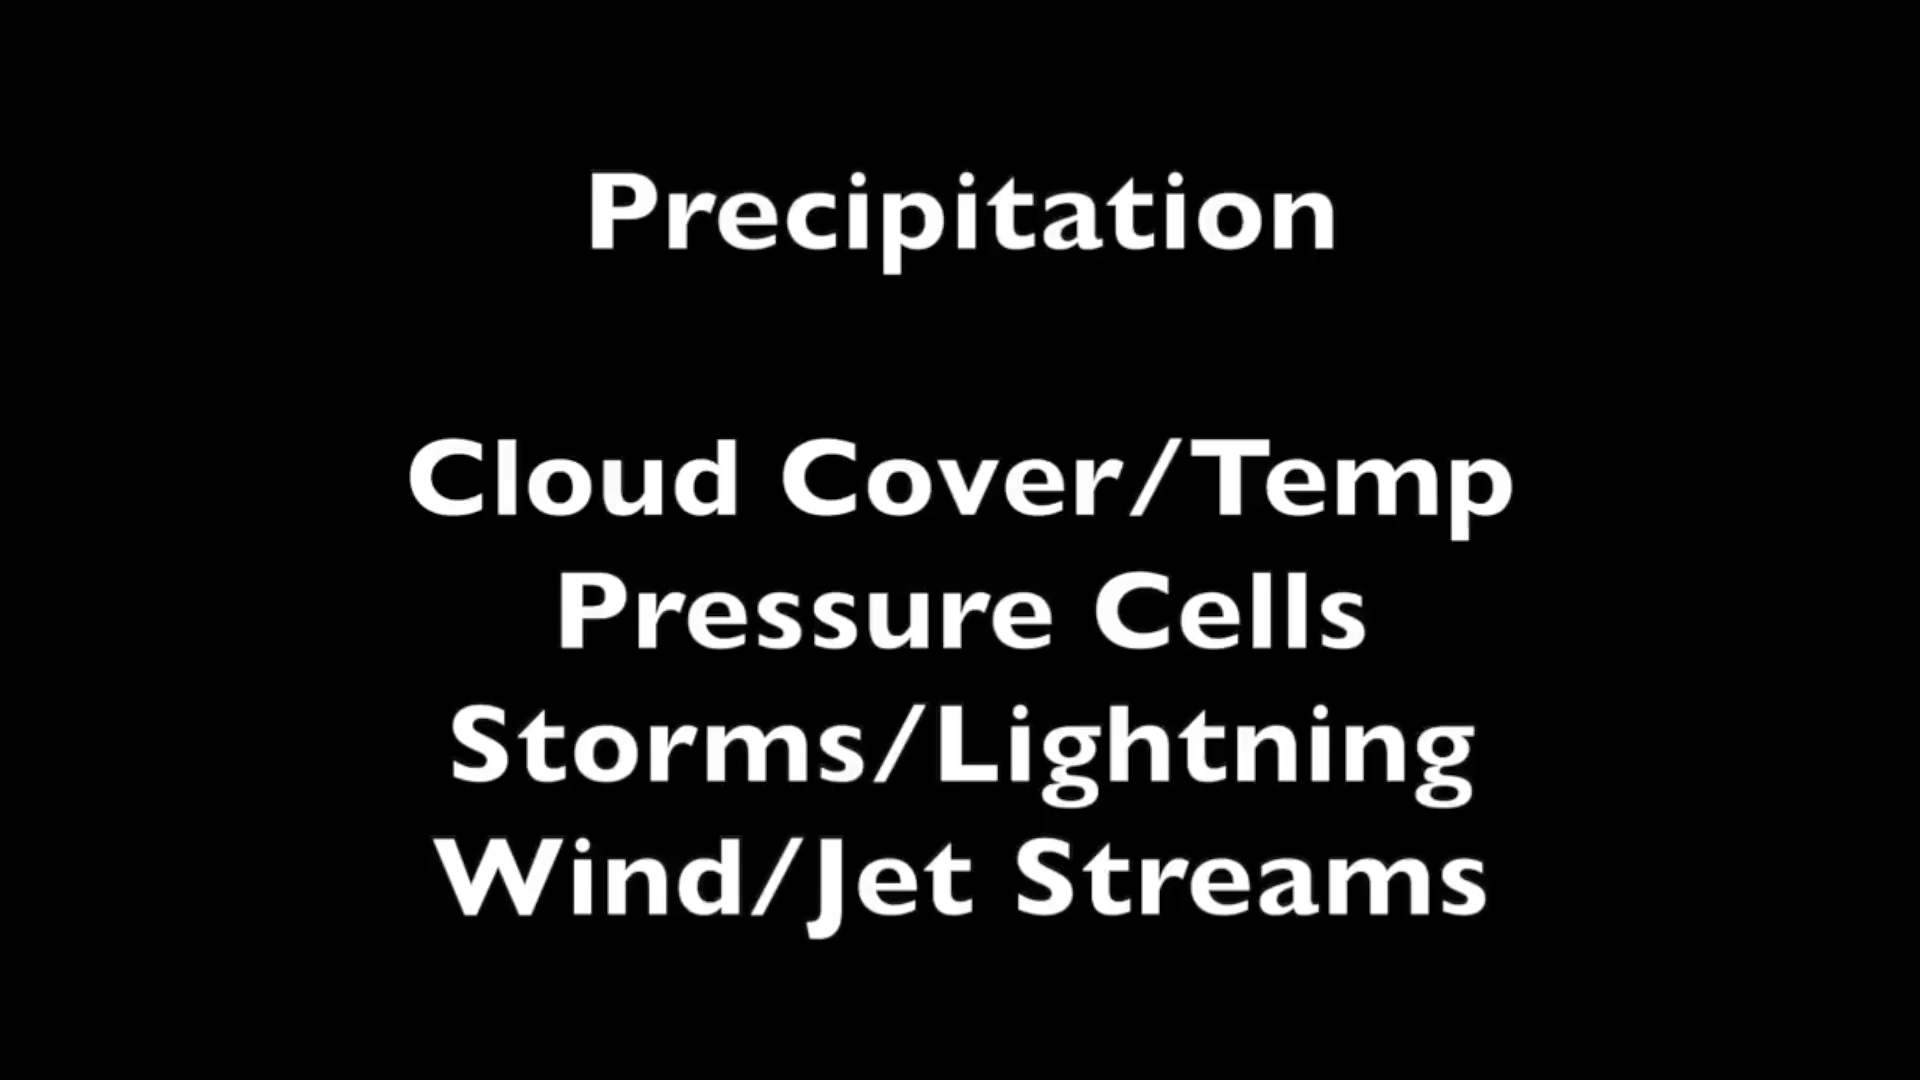 Precipitation
Cloud Cover/Temp
Pressure Cells
Storms/Lightning
Wind/Jet Streams